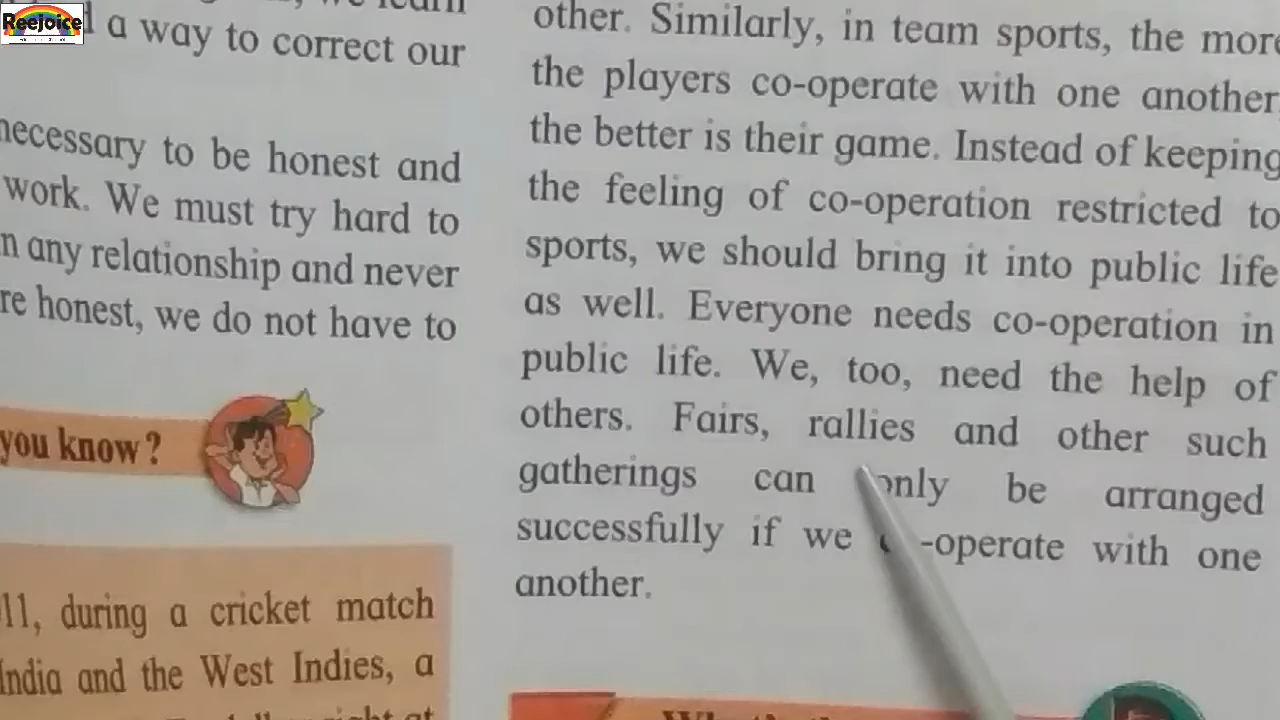 Reejoice
a way to correct our
necessary to be honest and
work. We must try hard to
any relationship and never
honest, we do not have to
you know?
11, during a cricket match
India and the West Indies, a
other. Similarly, in team sports, the more
the players co-operate with one another
the better is their game. Instead of keeping
the feeling of co-operation restricted to
sports, we should bring it into public life
as well. Everyone needs co-operation in
public life. We, too, need the help of
others. Fairs, rallies and other such
gatherings can only be arranged
successfully if we -operate with one
another.